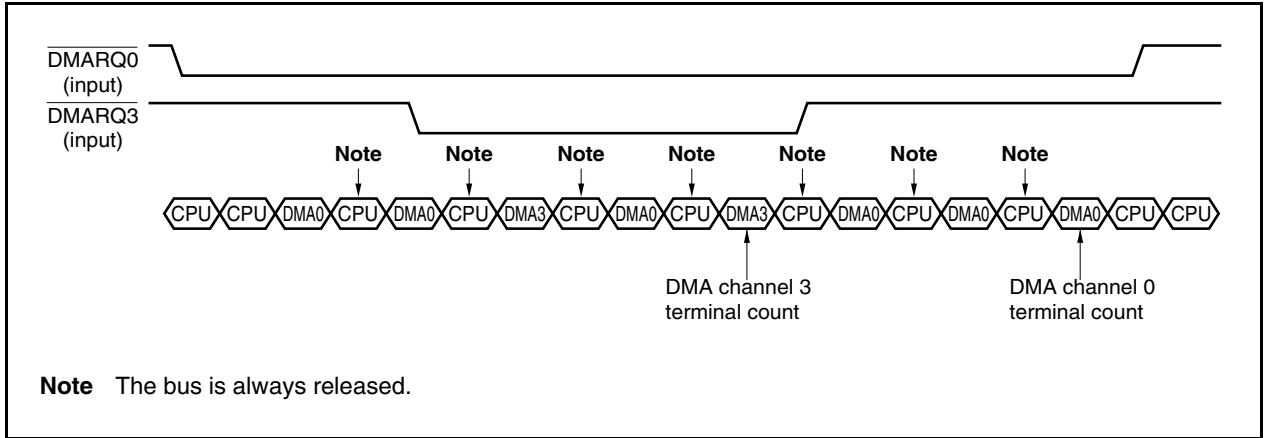 DMARQ0
(input)
DMARQ3
(input)
Note Note Note Note Note Note Note
CPU CPU DMA0 CPU DMA0 CPU DMA3 CPU DMA0 CPU DMA3 CPU DMA0 CPU DMA0 CPU DMA0 CPU CPU
DMA channel 3
terminal count
DMA channel 0
terminal count
Note The bus is always released.